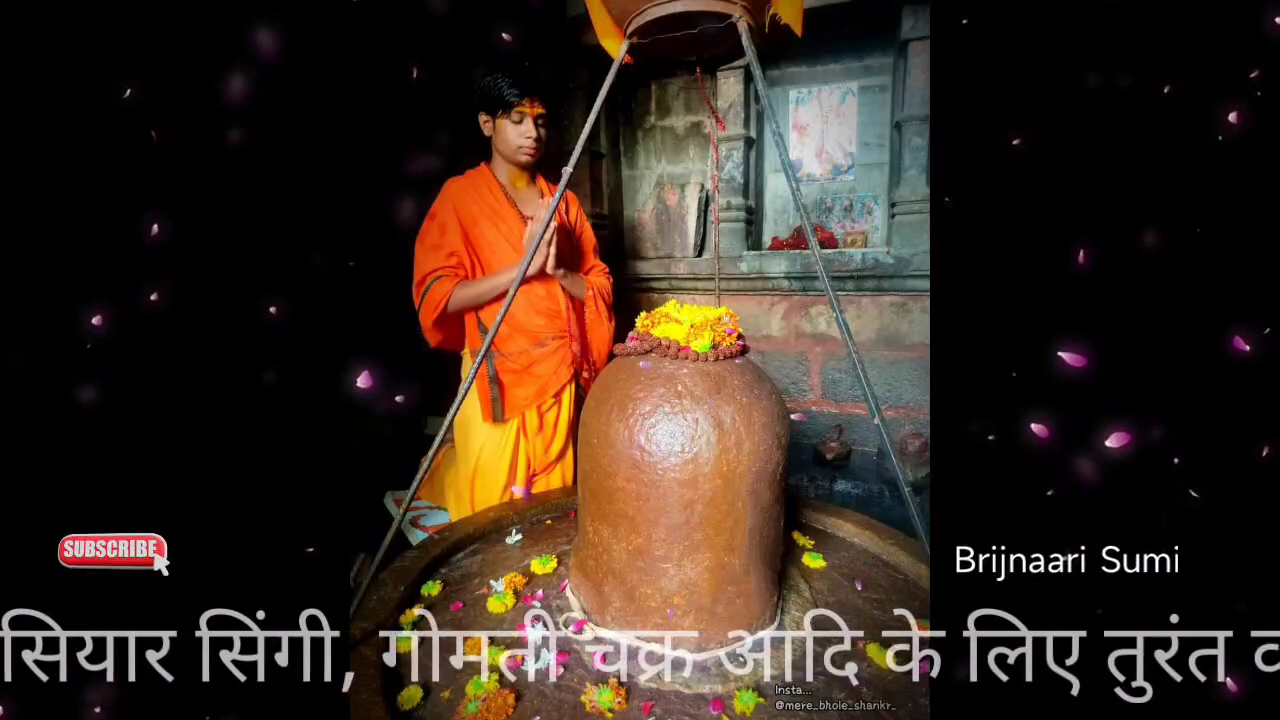 SUBSCRIBE
Brijnaari Sumi
सियार सिंगी, गोमती चक्र आदि के लिए तुरंत
Insta...
@mere_bhole_shankr_